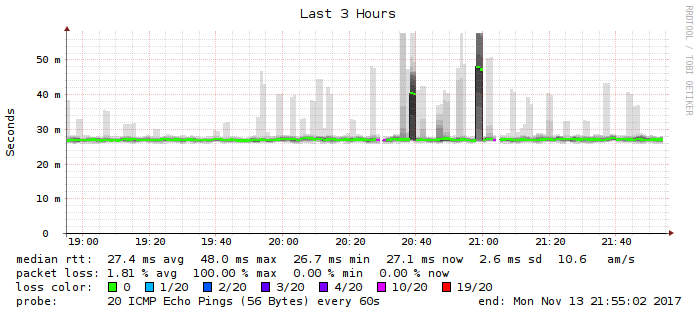 Last 3 Hours
RRDTOOL / TOBI OETIKER
Seconds
50 m
40 m
30 m
20 m
10 m
0
19:00 19:20 19:40 20:00 20:20 20:40 21:00 21:20 21:40
median rtt: 27.4 ms avg 48.0 ms max 26.7 ms min 27.1 ms now 2.6 ms sd 10.6 am/s
packet loss: 1.81 % avg 100.00 % max 0.00 % min 0.00 % now
loss color: 0 1/20 2/20 3/20 4/20 10/20 19/20
probe: 20 ICMP Echo Pings (56 Bytes) every 60s end: Mon Nov 13 21:55:02 2017